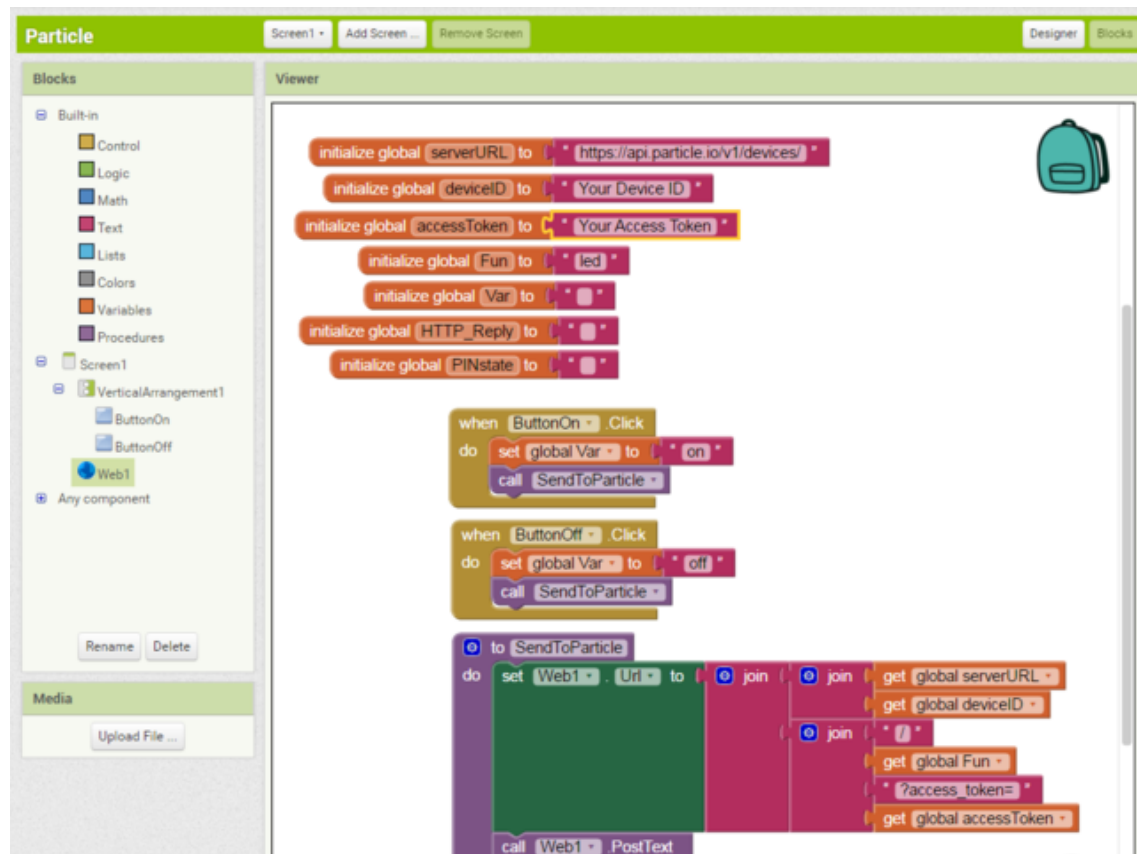 Particle
Screen1
Add Screen ...
Remove Screen
Designer
Blocks
Blocks
Viewer
Built-in
Control
Logic
Math
Text
Lists
Colors
Variables
Procedures
Screen1
VerticalArrangement1
ButtonOn
ButtonOff
Web1
Any component
Rename
Delete
Media
Upload File ...
initialize global serverURL to " https://api.particle.io/v1/devices/ "
initialize global deviceID to " Your Device ID "
initialize global accessToken to " Your Access Token "
initialize global Fun to " led "
initialize global Var to " "
initialize global HTTP_Reply to " "
initialize global PINstate to " "
when ButtonOn .Click
do set global Var to " on "
call SendToParticle
when ButtonOff .Click
do set global Var to " off "
call SendToParticle
to SendToParticle
do set Web1 . Url to join join get global serverURL
get global deviceID
join " / "
get global Fun
" ?access_token= "
get global accessToken
call Web1 .PostText